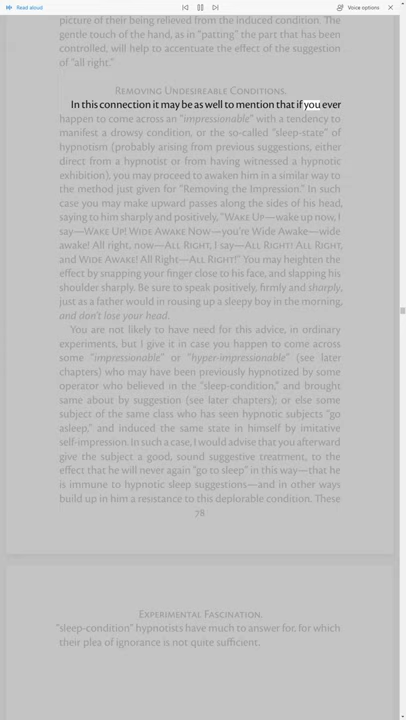 Read aloud
Voice options
picture of their being relieved from the induced condition. The
gentle touch of the hand, as in "patting" the part that has been
controlled, will help to accentuate the effect of the suggestion
of "all right."
Removing Undesireable Conditions.
In this connection it may be as well to mention that if you ever
happen to come across an "impressionable" with a tendency to
manifest a drowsy condition, or the so-called "sleep-state" of
hypnotism (probably arising from previous suggestions, either
direct from a hypnotist or from having witnessed a hypnotic
exhibition), you may proceed to awaken him in a similar way to
the method just given for "Removing the Impression." In such
case you may make upward passes along the sides of his head,
saying to him sharply and positively, "Wake Up—wake up now, I
say—Wake Up! Wide Awake Now—you're Wide Awake—wide
awake! All right, now—All Right, I say—All Right! All Right,
and Wide Awake! All Right—All Right!" You may heighten the
effect by snapping your finger close to his face, and slapping his
shoulder sharply. Be sure to speak positively, firmly and sharply,
just as a father would in rousing up a sleepy boy in the morning,
and don't lose your head.
You are not likely to have need for this advice, in ordinary
experiments, but I give it in case you happen to come across
some "impressionable" or "hyper-impressionable" (see later
chapters) who may have been previously hypnotized by some
operator who believed in the "sleep-condition," and brought
same about by suggestion (see later chapters); or else some
subject of the same class who has seen hypnotic subjects "go
asleep," and induced the same state in himself by imitative
self-impression. In such a case, I would advise that you afterward
give the subject a good, sound suggestive treatment, to the
effect that he will never again "go to sleep" in this way—that he
is immune to hypnotic sleep suggestions—and in other ways
build up in him a resistance to this deplorable condition. These
78
Experimental Fascination.
"sleep-condition" hypnotists have much to answer for, for which
their plea of ignorance is not quite sufficient.